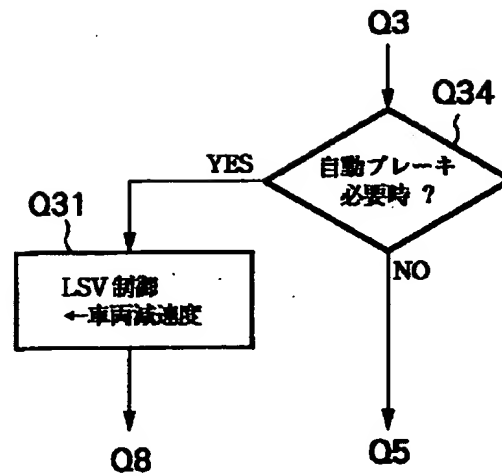 Q3
Q34
自動ブレーキ
必要時 ?
YES
Q31
NO
LSV 制御
←車両減速度
Q8
Q5